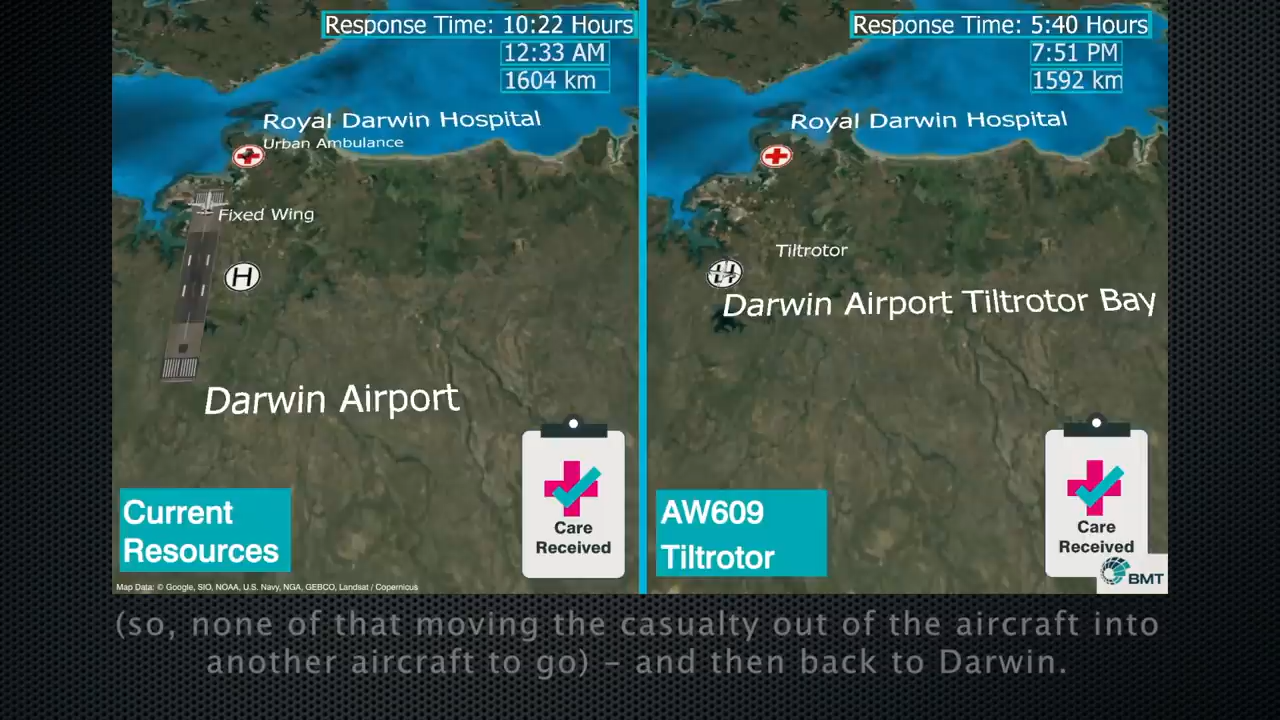 Response Time: 10:22 Hours
12:33 AM
1604 km
Royal Darwin Hospital
Urban Ambulance
Fixed Wing
H
Darwin Airport
Current
Resources
Care
Received
Map Data: © Google, SIO, NOAA, U.S. Navy, NGA, GEBCO, Landsat / Copernicus
Response Time: 5:40 Hours
7:51 PM
1592 km
Royal Darwin Hospital
Tiltrotor
Darwin Airport Tiltrotor Bay
AW609
Tiltrotor
Care
Received
BMT
(so, none of that moving the casualty out of the aircraft into
another aircraft to go) – and then back to Darwin.